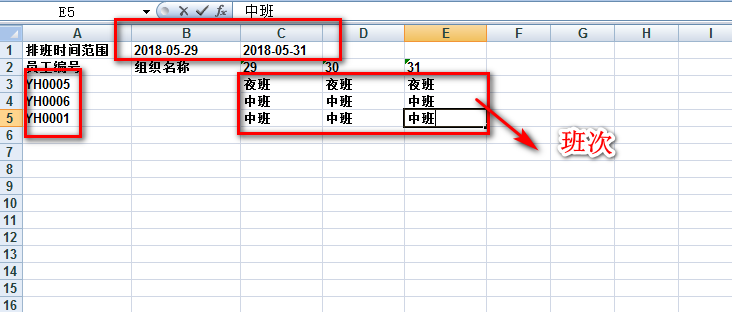 E5 fx 中班
A B C D E F G H I
1 排班时间范围 2018-05-29 2018-05-31
2 员工编号 组织名称 29 30 31
3 YH0005 夜班 夜班 夜班
4 YH0006 中班 中班 中班
5 YH0001 中班 中班 中班
6 班次
7
8
9
10
11
12
13
14
15
16